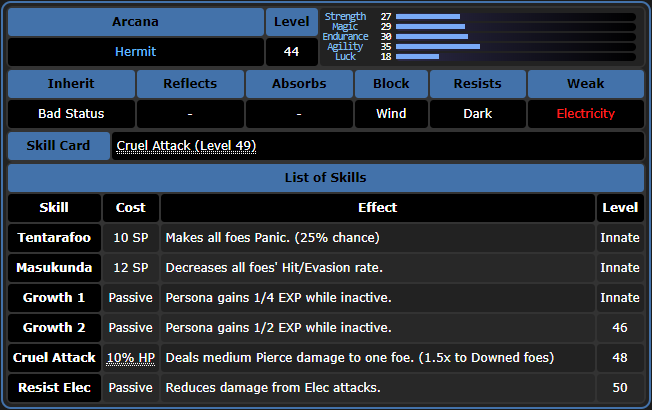 Arcana Level
Hermit 44
Strength 27
Magic 29
Endurance 30
Agility 35
Luck 18
Inherit Reflects Absorbs Block Resists Weak
Bad Status - - Wind Dark Electricity
Skill Card Cruel Attack (Level 49)
List of Skills
Skill Cost Effect Level
Tentarafoo 10 SP Makes all foes Panic. (25% chance) Innate
Masukunda 12 SP Decreases all foes' Hit/Evasion rate. Innate
Growth 1 Passive Persona gains 1/4 EXP while inactive. Innate
Growth 2 Passive Persona gains 1/2 EXP while inactive. 46
Cruel Attack 10% HP Deals medium Pierce damage to one foe. (1.5x to Downed foes) 48
Resist Elec Passive Reduces damage from Elec attacks. 50